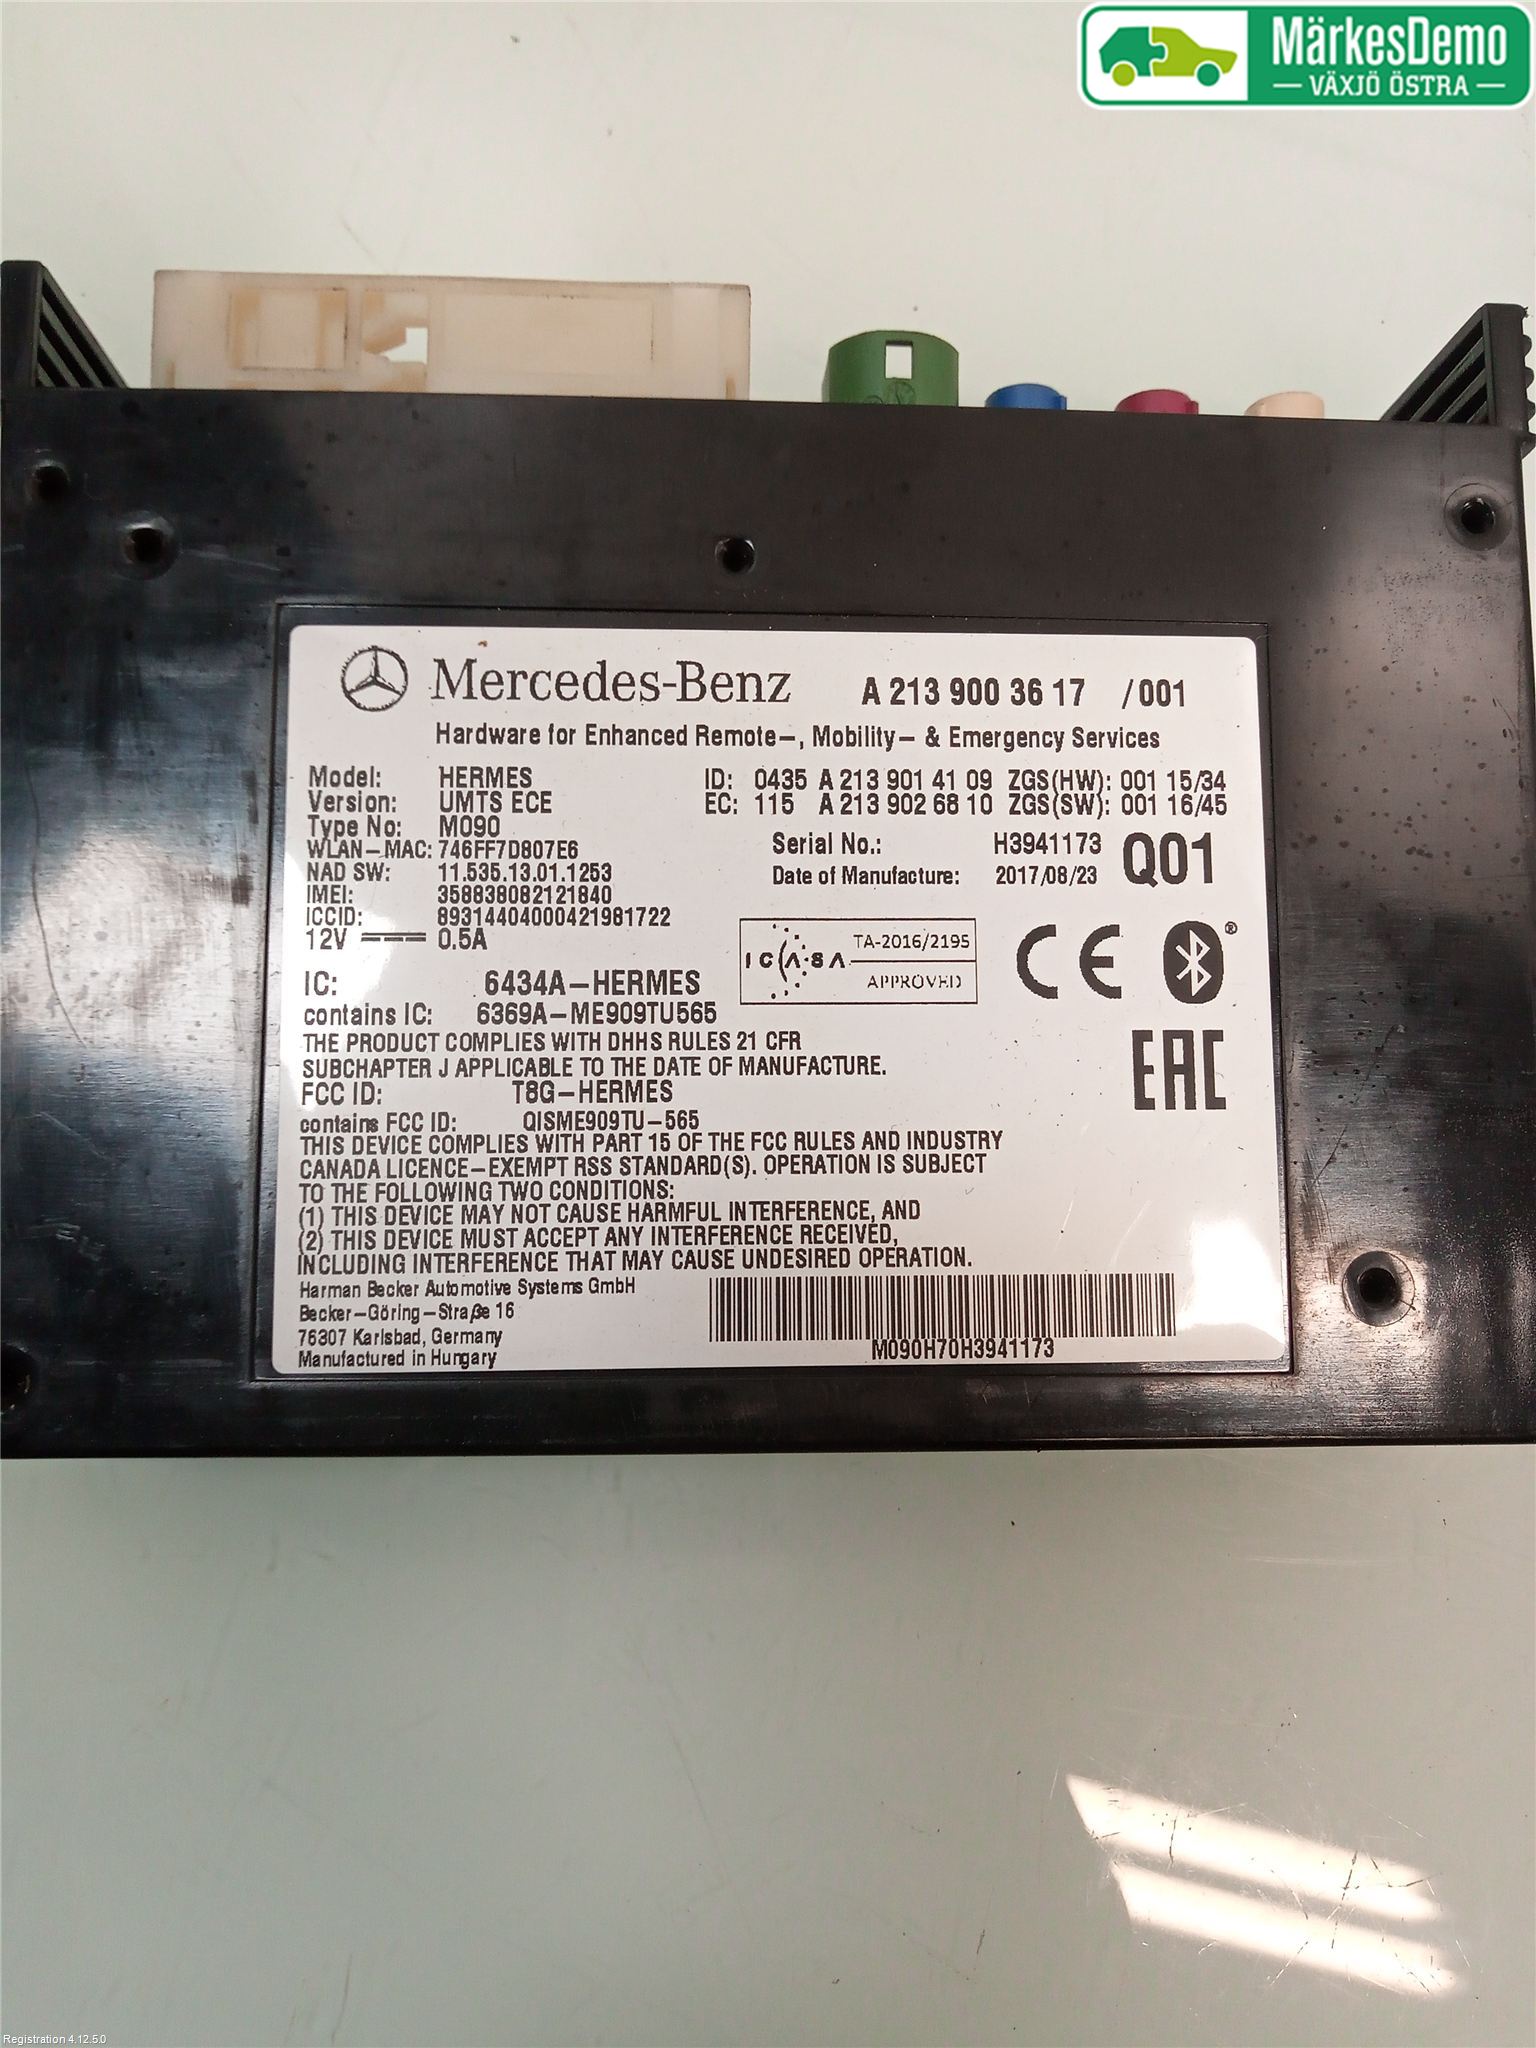 MärkesDemo
VÄXJÖ ÖSTRA
Mercedes-Benz A 213 900 36 17 /001
Hardware for Enhanced Remote-, Mobility- & Emergency Services
Model: HERMES ID: 0435 A 213 901 41 09 ZGS(HW): 001 15/34
Version: UMTS ECE EC: 115 A 213 902 68 10 ZGS(SW): 001 16/45
Type No: M090
WLAN-MAC: 746FF7D807E6 Serial No.: H3941173 Q01
NAD SW: 11.535.13.01.1253 Date of Manufacture: 2017/08/23
IMEI: 358838082121840
ICCID: 89314404000421981722
12V 0.5A
ICASA TA-2016/2195
APPROVED
CE
IC: 6434A-HERMES
contains IC: 6369A-ME909TU565
EAC
THE PRODUCT COMPLIES WITH DHHS RULES 21 CFR
SUBCHAPTER J APPLICABLE TO THE DATE OF MANUFACTURE.
FCC ID: T8G-HERMES
contains FCC ID: QISME909TU-565
THIS DEVICE COMPLIES WITH PART 15 OF THE FCC RULES AND INDUSTRY
CANADA LICENCE-EXEMPT RSS STANDARD(S). OPERATION IS SUBJECT
TO THE FOLLOWING TWO CONDITIONS:
(1) THIS DEVICE MAY NOT CAUSE HARMFUL INTERFERENCE, AND
(2) THIS DEVICE MUST ACCEPT ANY INTERFERENCE RECEIVED,
INCLUDING INTERFERENCE THAT MAY CAUSE UNDESIRED OPERATION.
Harman Becker Automotive Systems GmbH
Becker-Göring-Straße 16
76307 Karlsbad, Germany
Manufactured in Hungary
M090H70H3941173
Registration 4.12.5.0